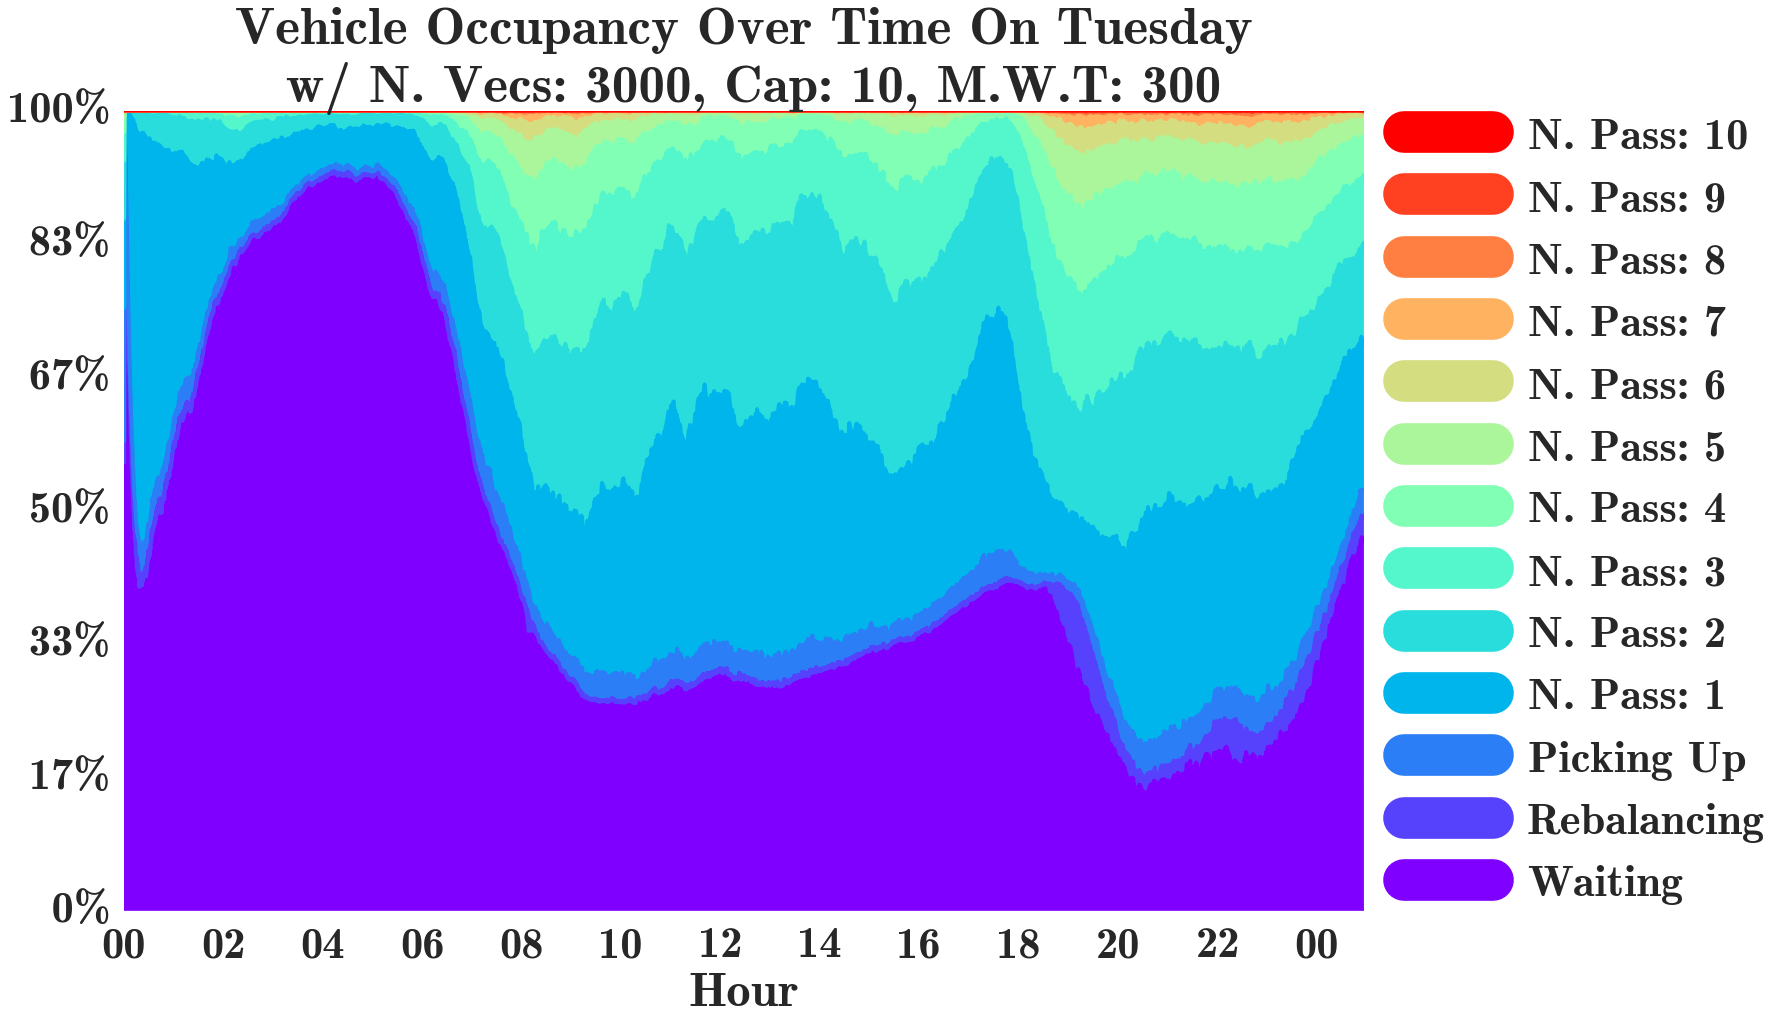 Vehicle Occupancy Over Time On Tuesday
w/ N. Vecs: 3000, Cap: 10, M.W.T: 300
100%
83%
67%
50%
33%
17%
0%
00 02 04 06 08 10 12 14 16 18 20 22 00
Hour
N. Pass: 10
N. Pass: 9
N. Pass: 8
N. Pass: 7
N. Pass: 6
N. Pass: 5
N. Pass: 4
N. Pass: 3
N. Pass: 2
N. Pass: 1
Picking Up
Rebalancing
Waiting